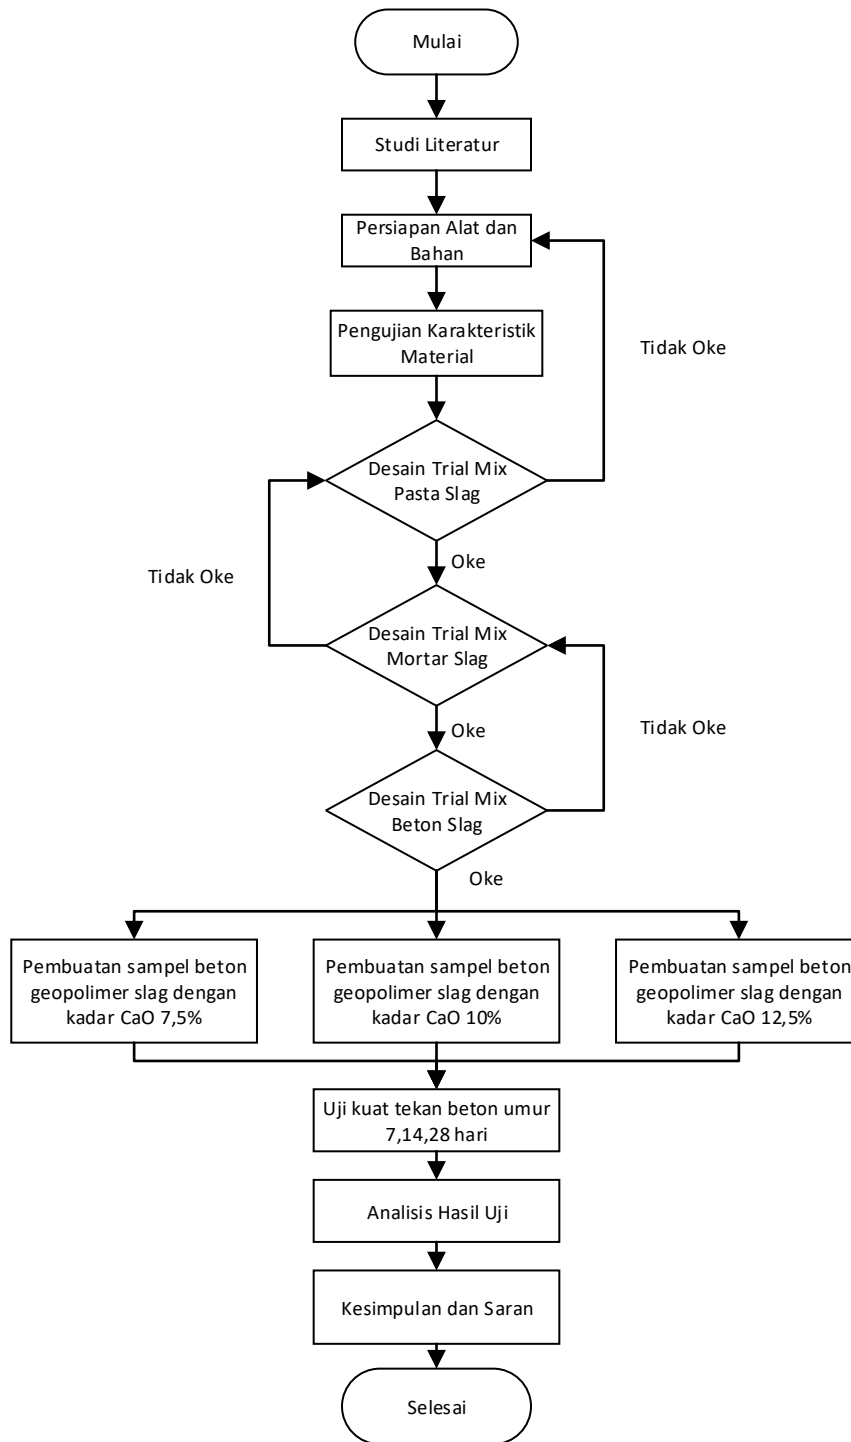 Mulai
Studi Literatur
Persiapan Alat dan
Bahan
Pengujian Karakteristik
Material
Tidak Oke
Desain Trial Mix
Pasta Slag
Oke
Tidak Oke
Desain Trial Mix
Mortar Slag
Oke
Tidak Oke
Desain Trial Mix
Beton Slag
Oke
Pembuatan sampel beton
geopolimer slag dengan
kadar CaO 7,5%
Pembuatan sampel beton
geopolimer slag dengan
kadar CaO 10%
Pembuatan sampel beton
geopolimer slag dengan
kadar CaO 12,5%
Uji kuat tekan beton umur
7,14,28 hari
Analisis Hasil Uji
Kesimpulan dan Saran
Selesai